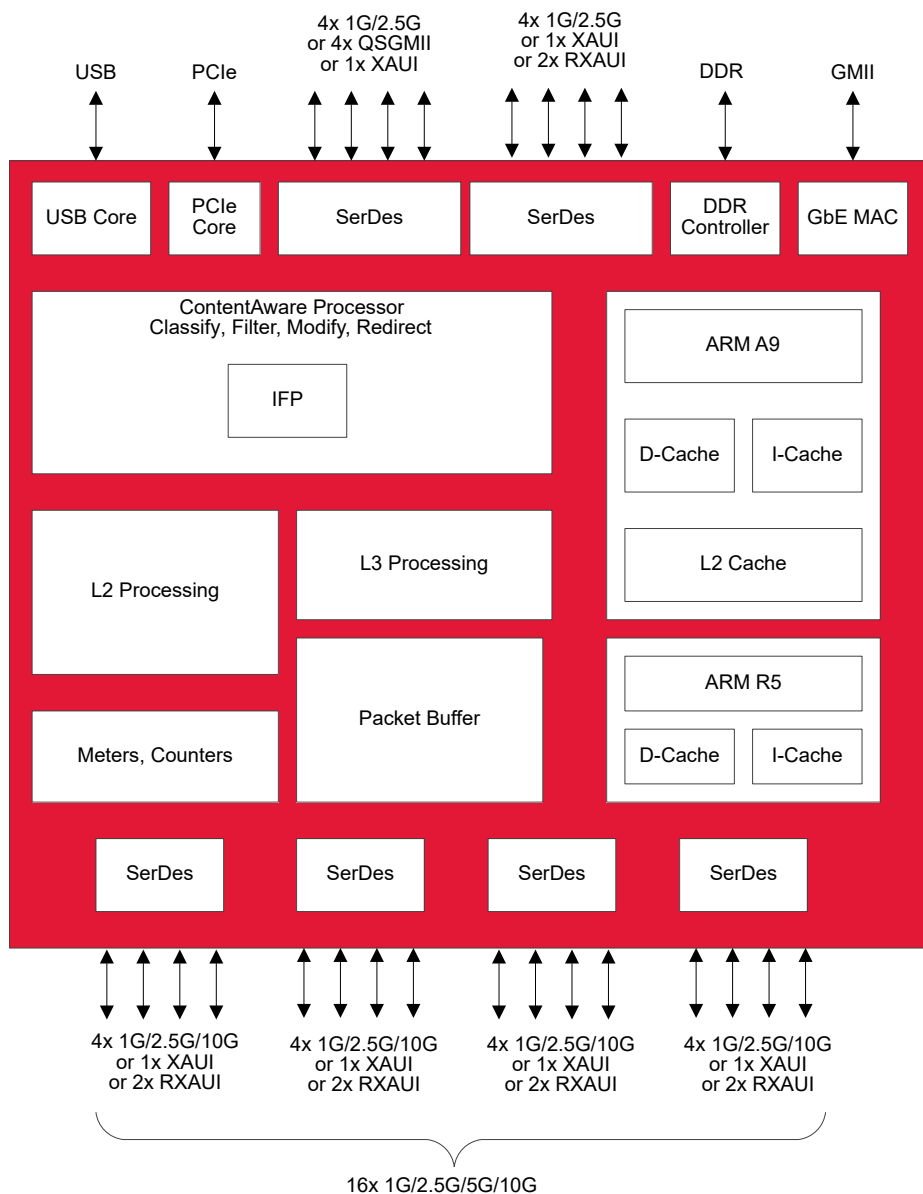 4x 1G/2.5G
or 4x QSGMII
or 1x XAUI
4x 1G/2.5G
or 1x XAUI
or 2x RXAUI
USB
PCIe
DDR
GMII
USB Core
PCIe
Core
SerDes
SerDes
DDR
Controller
GbE MAC
ContentAware Processor
Classify, Filter, Modify, Redirect
IFP
ARM A9
D-Cache
I-Cache
L2 Cache
L2 Processing
L3 Processing
Packet Buffer
Meters, Counters
ARM R5
D-Cache
I-Cache
SerDes
SerDes
SerDes
SerDes
4x 1G/2.5G/10G
or 1x XAUI
or 2x RXAUI
4x 1G/2.5G/10G
or 1x XAUI
or 2x RXAUI
4x 1G/2.5G/10G
or 1x XAUI
or 2x RXAUI
4x 1G/2.5G/10G
or 1x XAUI
or 2x RXAUI
16x 1G/2.5G/5G/10G